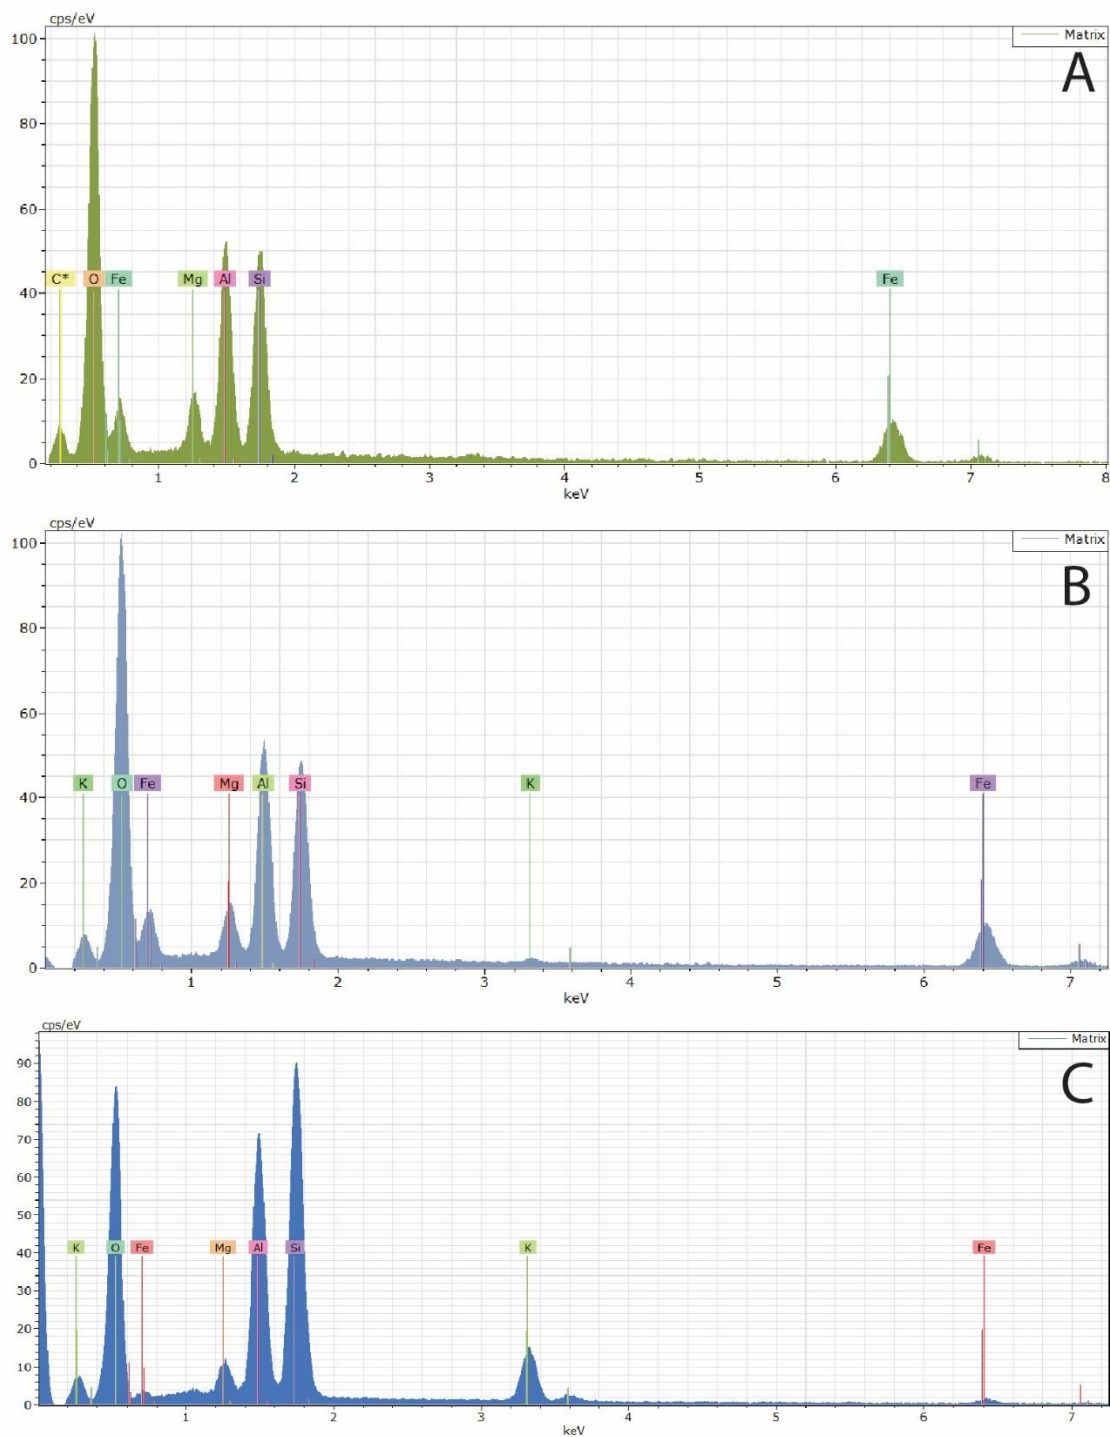 cps/eV
Matrix
A
100
80
C* O Fe Mg Al Si Fe
60
40
20
0
1 2 3 4 5 6 7 8
keV
cps/eV
Matrix
B
100
80
60
K O Fe Mg Al Si K Fe
40
20
0
1 2 3 4 5 6 7
keV
cps/eV
Matrix
C
90
80
70
60
50
K O Fe Mg Al Si K Fe
40
30
20
10
0
1 2 3 4 5 6 7
keV